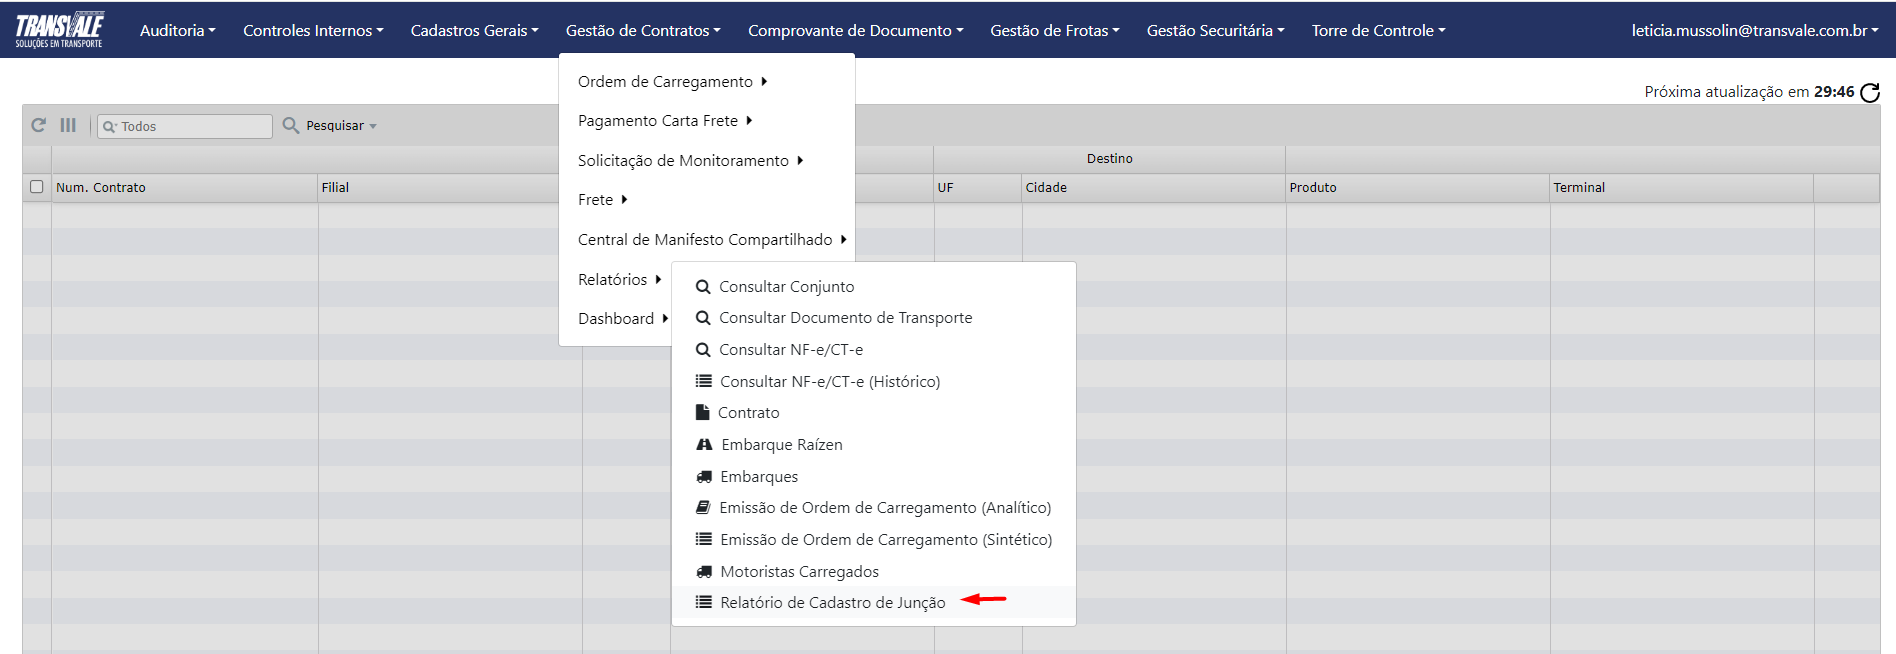 TRANSVALE
SOLUÇÕES EM TRANSPORTE
Auditoria
Controles Internos
Cadastros Gerais
Gestão de Contratos
Comprovante de Documento
Gestão de Frotas
Gestão Securitária
Torre de Controle
leticia.mussolin@transvale.com.br
Próxima atualização em 29:46
Todos
Pesquisar
Destino
Num. Contrato
Filial
UF
Cidade
Produto
Terminal
Ordem de Carregamento
Pagamento Carta Frete
Solicitação de Monitoramento
Frete
Central de Manifesto Compartilhado
Relatórios
Dashboard
Consultar Conjunto
Consultar Documento de Transporte
Consultar NF-e/CT-e
Consultar NF-e/CT-e (Histórico)
Contrato
Embarque Raízen
Embarques
Emissão de Ordem de Carregamento (Analítico)
Emissão de Ordem de Carregamento (Sintético)
Motoristas Carregados
Relatório de Cadastro de Junção